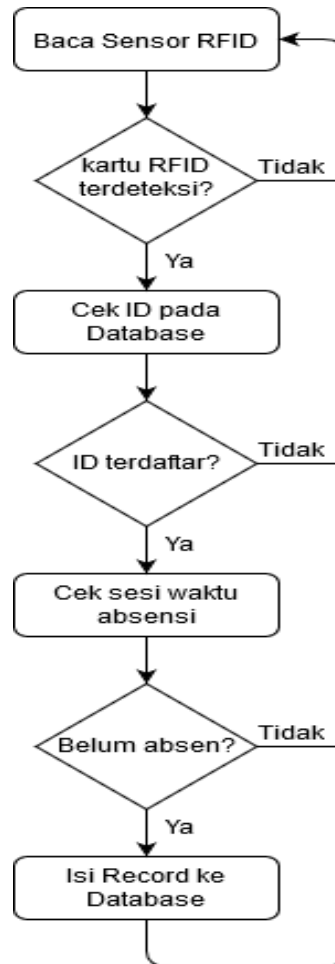 Baca Sensor RFID
kartu RFID
terdeteksi?
Tidak
Ya
Cek ID pada
Database
ID terdaftar?
Tidak
Ya
Cek sesi waktu
absensi
Belum absen?
Tidak
Ya
Isi Record ke
Database